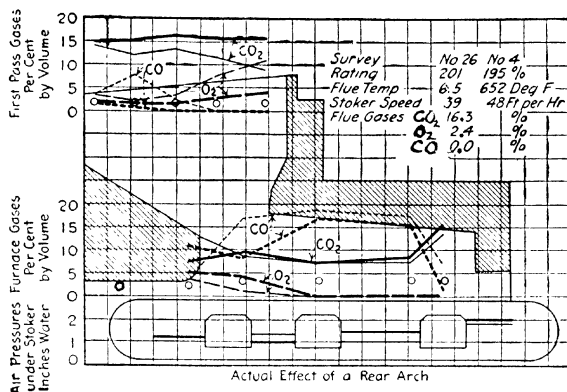 First Pass Gases
Per Cent
by Volume
20
15
10
5
0
CO
CO2
O2
Survey No 26 No 4
Rating 201 195 %
Flue Temp 6.5 652 Deg F
Stoker Speed 39 48 Ft per Hr
Flue Gases CO2 16.3 %
O2 2.4 %
CO 0.0 %
Furnace Gases
Per Cent
by Volume
20
15
10
5
0
CO
CO2
O2
Air Pressures
under Stoker
Inches Water
3
2
1
0
Actual Effect of a Rear Arch